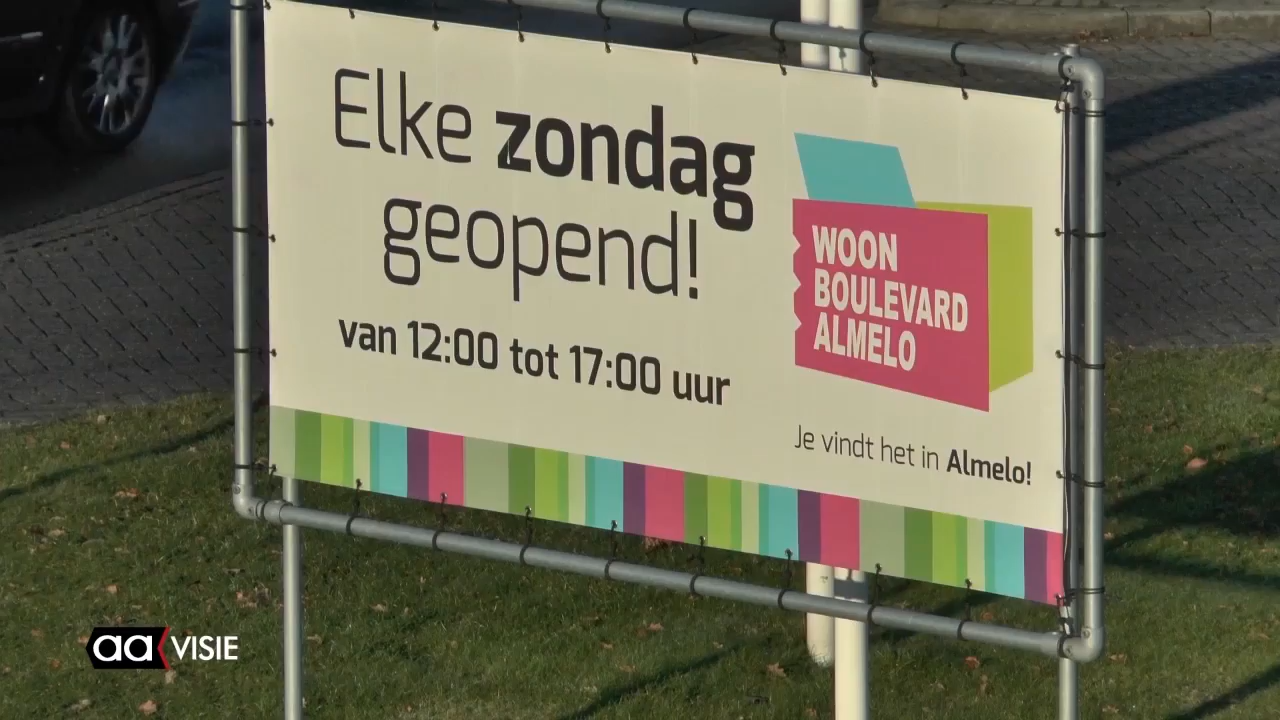 Elke zondag
geopend!
van 12:00 tot 17:00 uur
WOON
BOULEVARD
ALMELO
Je vindt het in Almelo!
aa VISIE